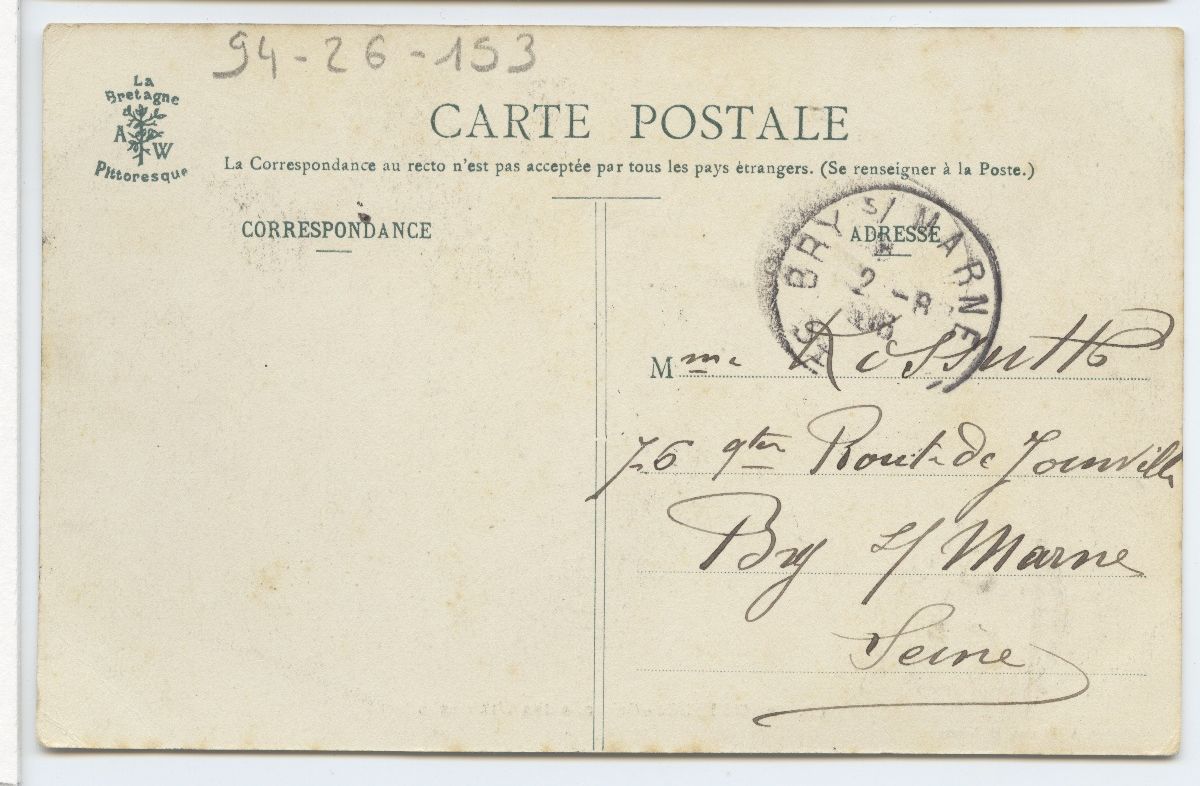 94-26-153
La
Bretagne
A W
Pittoresque
CARTE POSTALE
La Correspondance au recto n'est pas acceptée par tous les pays étrangers. (Se renseigner à la Poste.)
CORRESPONDANCE
ADRESSE
BRY S/ MARNE
2 -8
Mme Rossutto
76 qter Route de Joinville
Bry s/ Marne
Seine